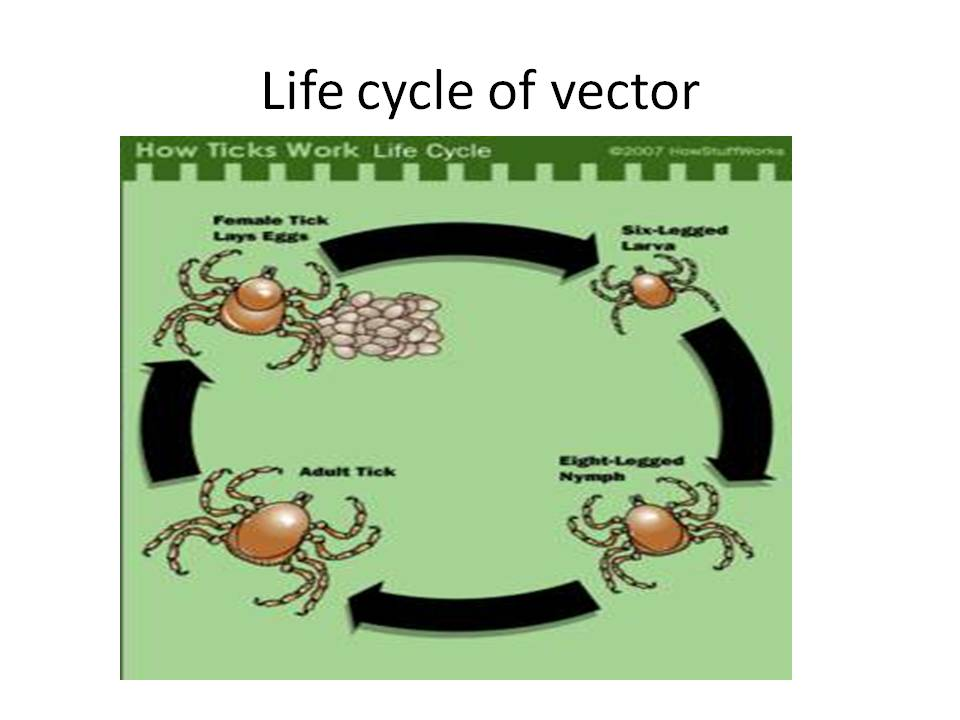 Life cycle of vector
How Ticks Work Life Cycle
©2007 HowStuffWorks
Female Tick
Lays Eggs
Six-Legged
Larva
Eight-Legged
Nymph
Adult Tick